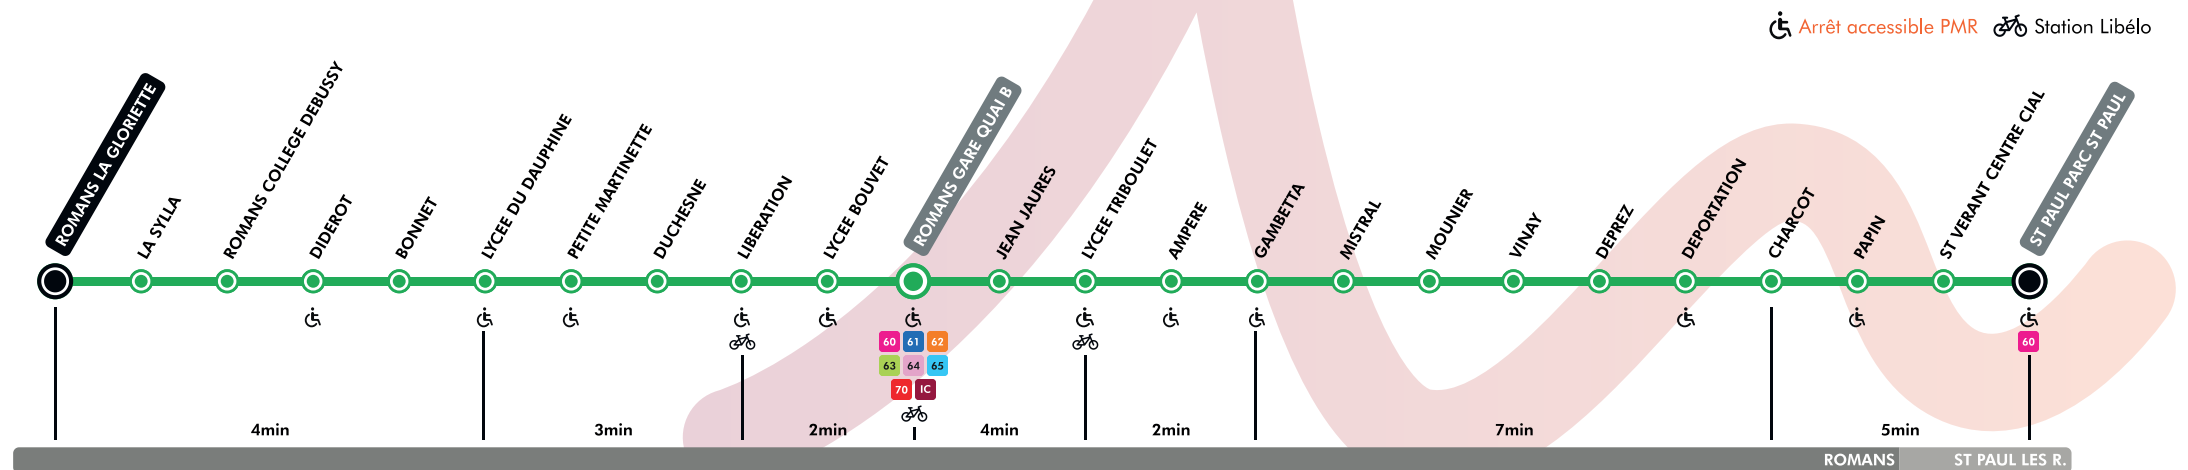 Arrêt accessible PMR
Station Libélo
ROMANS LA GLORIETTE
LA SYLLA
ROMANS COLLEGE DEBUSSY
DIDEROT
BONNET
LYCEE DU DAUPHINE
PETITE MARTINETTE
DUCHESNE
LIBERATION
LYCEE BOUVET
ROMANS GARE QUAI B
JEAN JAURES
LYCEE TRIBOULET
AMPERE
GAMBETTA
MISTRAL
MOUNIER
VINAY
DEPREZ
DEPORTATION
CHARCOT
PAPIN
ST VERANT CENTRE CIAL
ST PAUL PARC ST PAUL
60 61 62
63 64 65
70 IC
60
4min
3min
2min
4min
2min
7min
5min
ROMANS
ST PAUL LES R.